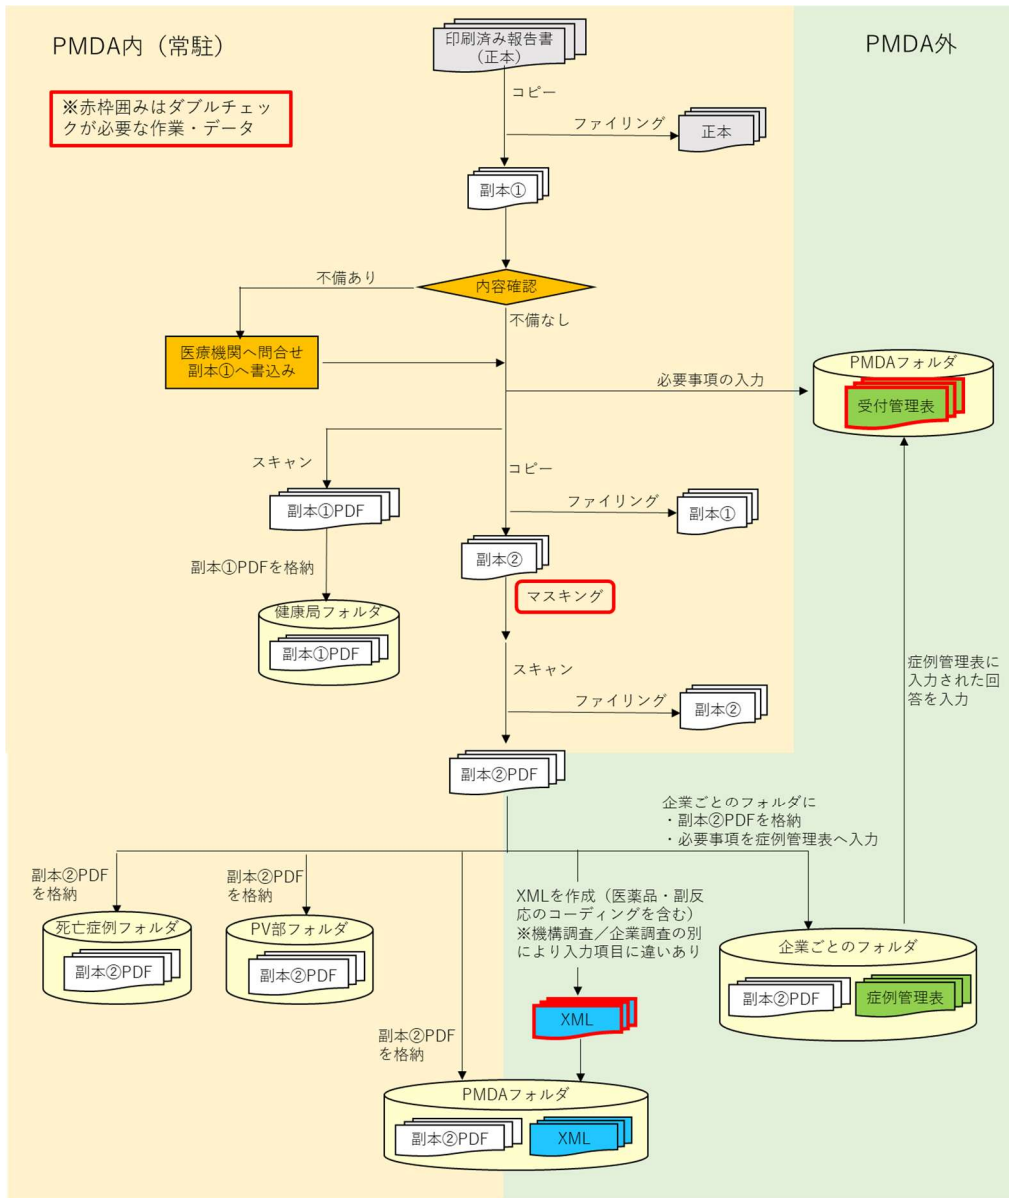 PMDA内（常駐）
PMDA外
※赤枠囲みはダブルチェッ
クが必要な作業・データ
印刷済み報告書
（正本）
コピー
ファイリング
正本
副本①
内容確認
不備あり
不備なし
医療機関へ問合せ
副本①へ書込み
必要事項の入力
PMDAフォルダ
受付管理表
スキャン
コピー
副本①PDF
ファイリング
副本①
副本①PDFを格納
副本②
マスキング
健康局フォルダ
副本①PDF
スキャン
ファイリング
副本②
症例管理表に
入力された回
答を入力
副本②PDF
企業ごとのフォルダに
・副本②PDFを格納
・必要事項を症例管理表へ入力
副本②PDF
を格納
副本②PDF
を格納
XMLを作成（医薬品・副反
応のコーディングを含む）
※機構調査／企業調査の別
により入力項目に違いあり
死亡症例フォルダ
副本②PDF
PV部フォルダ
副本②PDF
企業ごとのフォルダ
副本②PDF
症例管理表
XML
副本②PDF
を格納
PMDAフォルダ
副本②PDF
XML